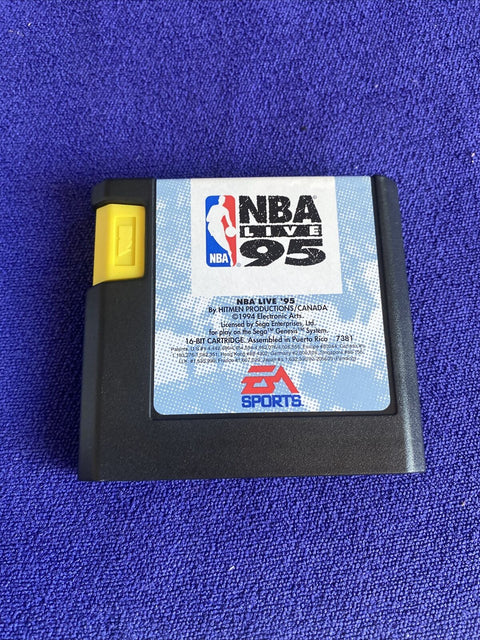 NBA
LIVE
95
NBA
NBA LIVE '95
By HITMEN PRODUCTIONS/CANADA
©1994 Electronic Arts.
Licensed by Sega Enterprises, Ltd.
for play on the Sega™ Genesis™ System.
16-BIT CARTRIDGE. Assembled in Puerto Rico 7381
EA
SPORTS